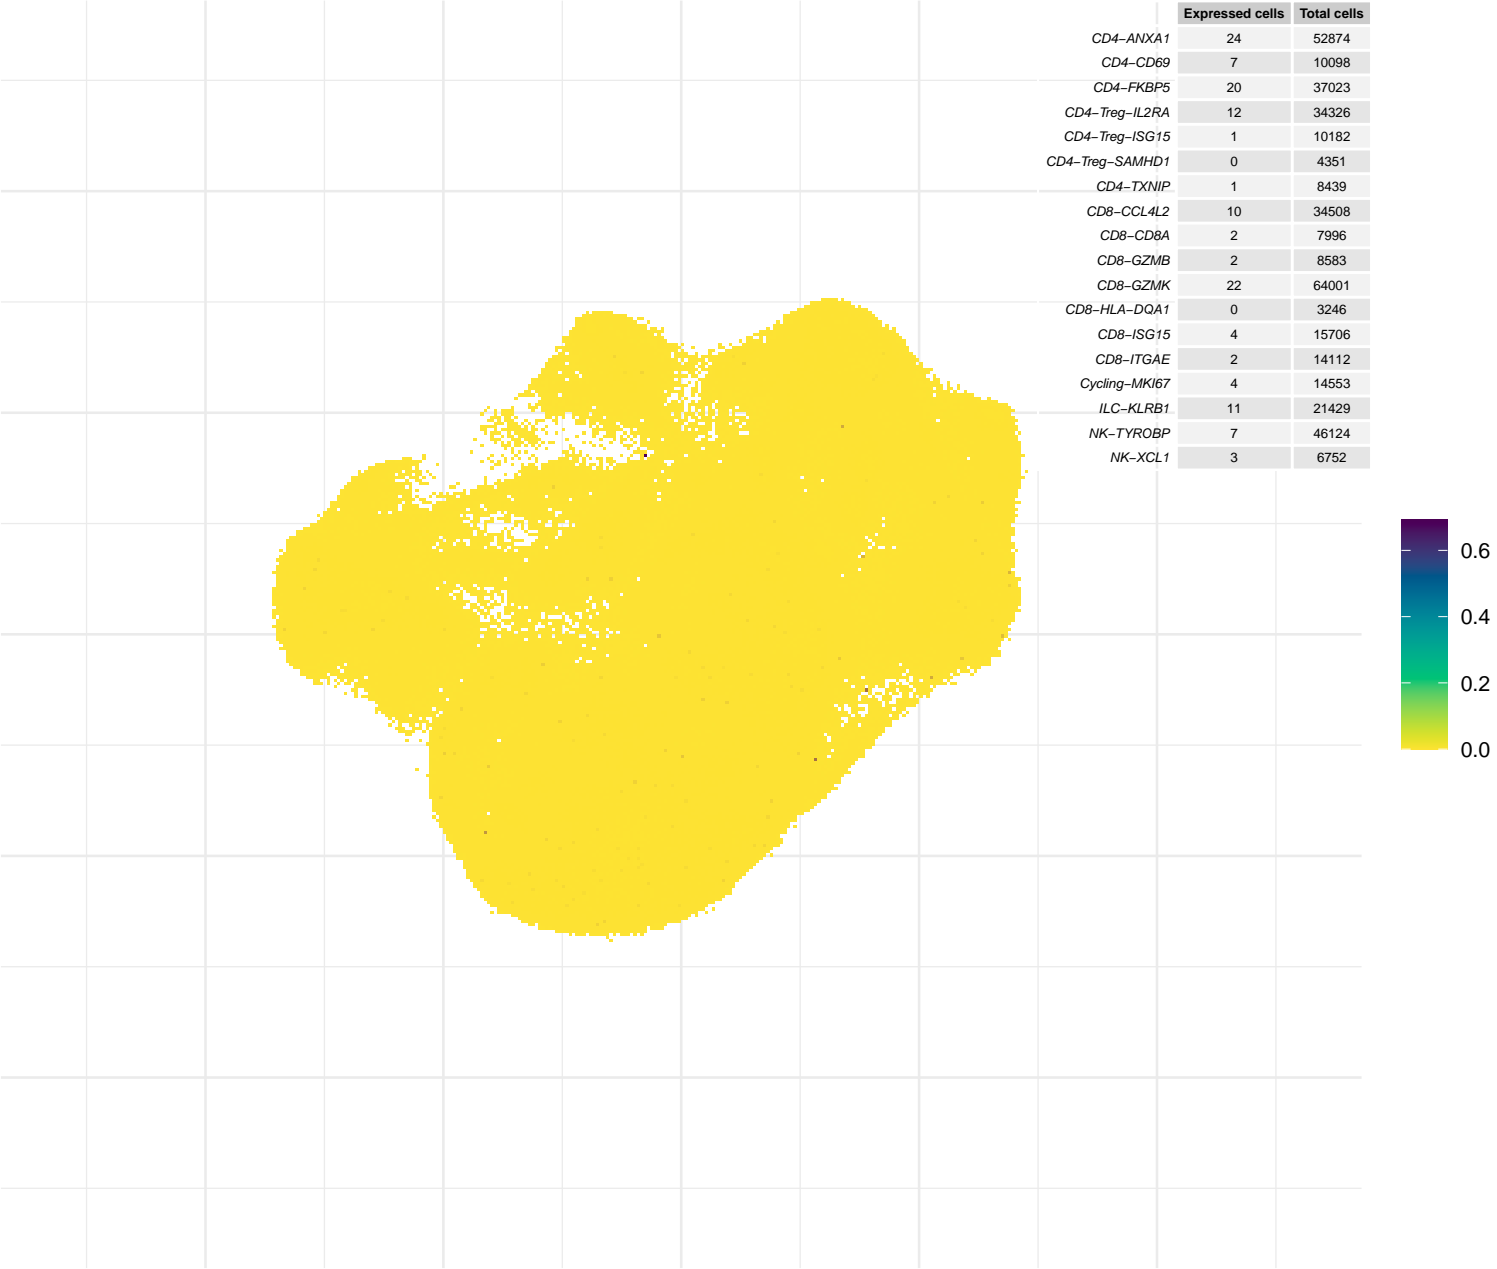 Expressed cells Total cells
CD4−ANXA1 24 52874
CD4−CD69 7 10098
CD4−FKBP5 20 37023
CD4−Treg−IL2RA 12 34326
CD4−Treg−ISG15 1 10182
CD4−Treg−SAMHD1 0 4351
CD4−TXNIP 1 8439
CD8−CCL4L2 10 34508
CD8−CD8A 2 7996
CD8−GZMB 2 8583
CD8−GZMK 22 64001
CD8−HLA−DQA1 0 3246
CD8−ISG15 4 15706
CD8−ITGAE 2 14112
Cycling−MKI67 4 14553
ILC−KLRB1 11 21429
NK−TYROBP 7 46124
NK−XCL1 3 6752
0.6
0.4
0.2
0.0